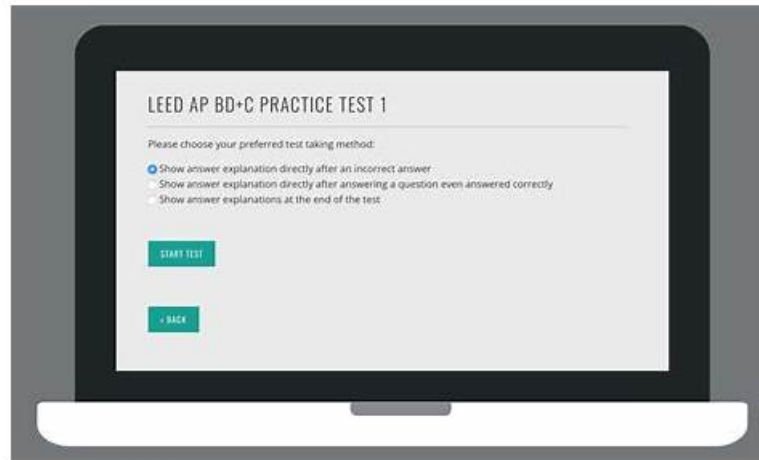 LEED AP BD+C PRACTICE TEST 1
Please choose your preferred test taking method:
Show answer explanation directly after an incorrect answer
Show answer explanation directly after answering a question even answered correctly
Show answer explanations at the end of the test
START TEST
‹ BACK